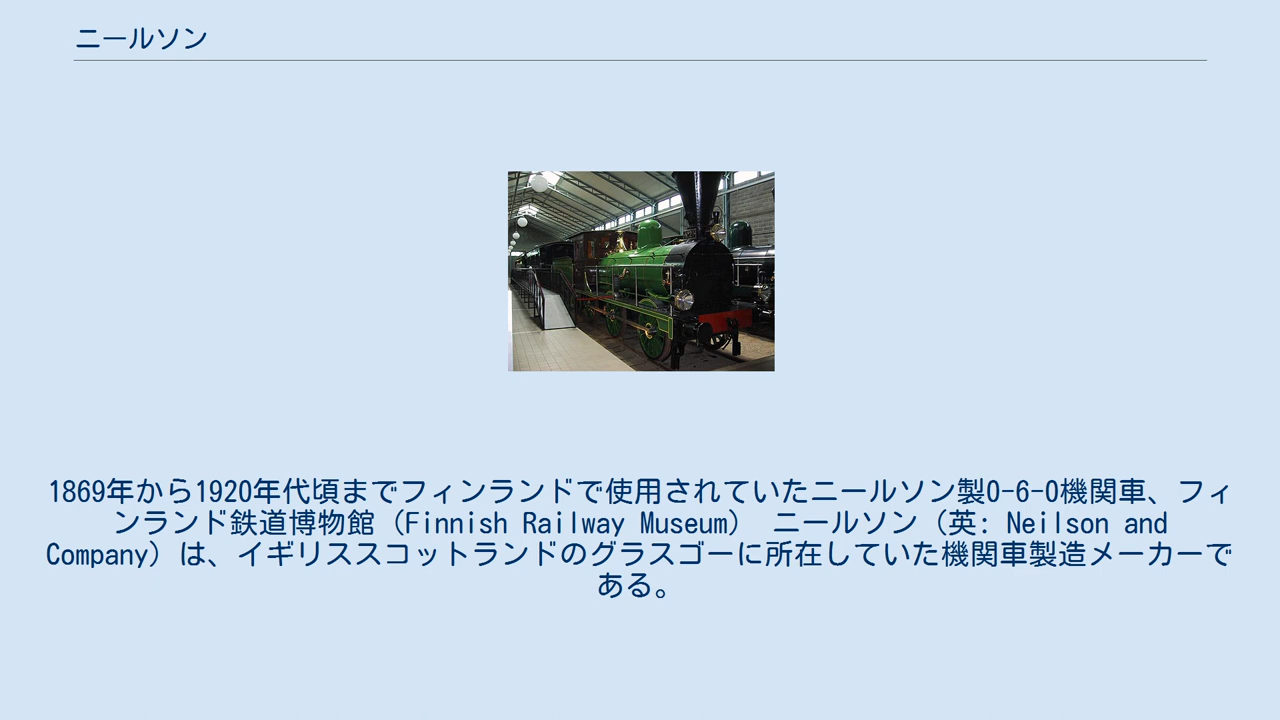 ニールソン
1869年から1920年代頃までフィンランドで使用されていたニールソン製0-6-0機関車、フィ
ンランド鉄道博物館（Finnish Railway Museum） ニールソン（英: Neilson and
Company）は、イギリススコットランドのグラスゴーに所在していた機関車製造メーカーで
ある。